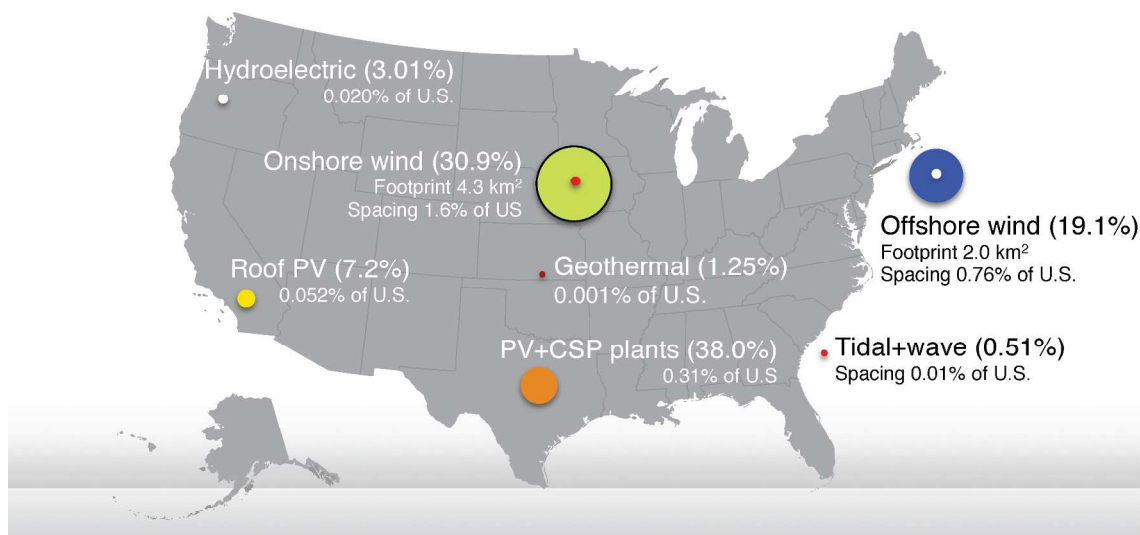 Hydroelectric (3.01%)
0.020% of U.S.
Onshore wind (30.9%)
Footprint 4.3 km²
Spacing 1.6% of US
Offshore wind (19.1%)
Footprint 2.0 km²
Spacing 0.76% of U.S.
Roof PV (7.2%)
0.052% of U.S.
Geothermal (1.25%)
0.001% of U.S.
PV+CSP plants (38.0%)
0.31% of U.S
Tidal+wave (0.51%)
Spacing 0.01% of U.S.